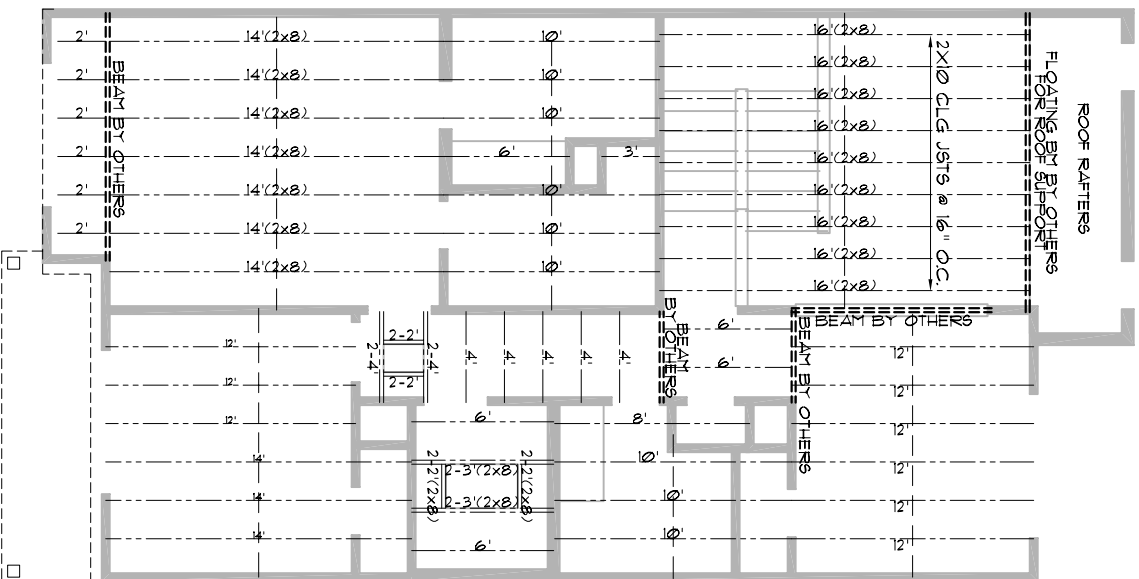 2' 14'(2x8) 10'
2' 14'(2x8) 10'
2' 14'(2x8) 10'
2' 14'(2x8) 6' 3'
2' 14'(2x8) 10'
2' 14'(2x8) 10'
14'(2x8) 10'
BEAM BY OTHERS
16'(2x8)
16'(2x8)
16'(2x8)
16'(2x8)
16'(2x8)
16'(2x8)
16'(2x8)
16'(2x8)
16'(2x8)
2X10 CLG JSTS @ 16" O.C.
FLOATING BM BY OTHERS
FOR ROOF SUPPORT
ROOF RAFTERS
BEAM BY OTHERS
BEAM BY OTHERS
BEAM
BY OTHERS
6'
6'
12'
12'
12'
14'
14'
14'
2-2'
2-4'
2-4'
2-2'
4'
4'
4'
4'
4'
6'
2-3'(2x8)
2-2'(2x8)
2-2'(2x8)
2-3'(2x8)
6'
8'
10'
10'
10'
12'
12'
12'
12'
12'
12'